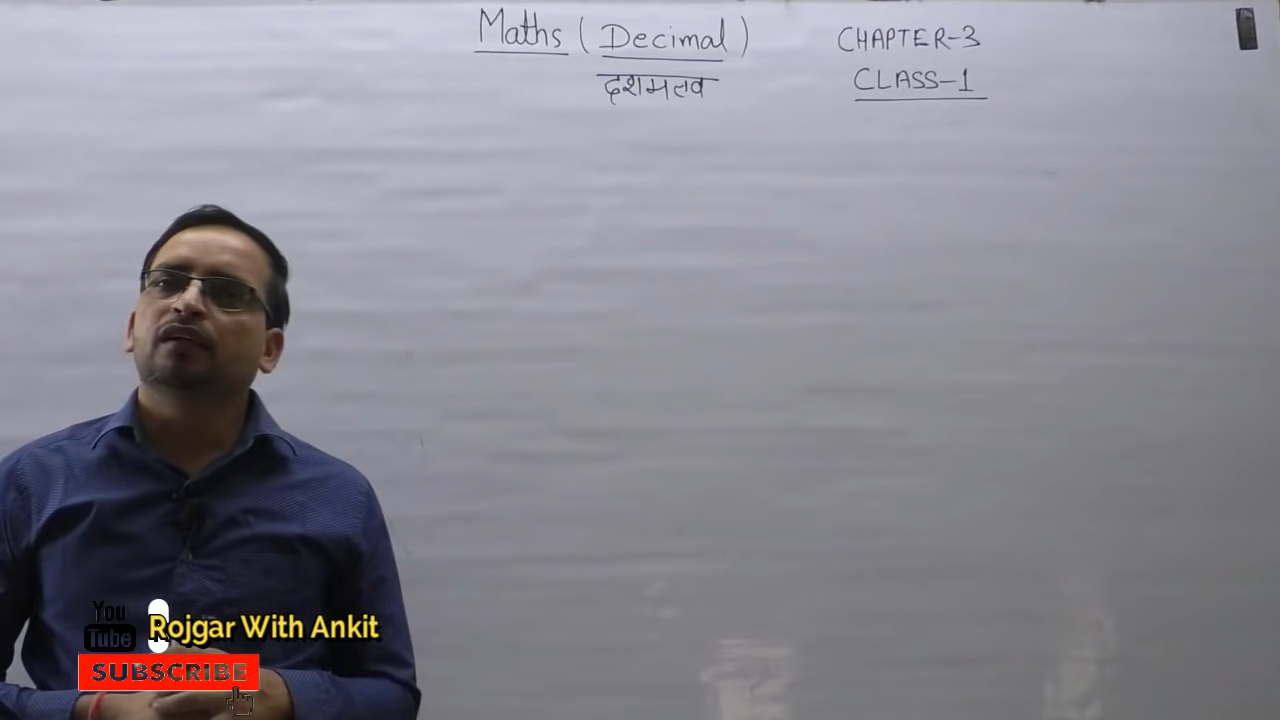 Maths (Decimal) CHAPTER-3
दशमलव CLASS-1
You
Tube Rojgar With Ankit
SUBSCRIBE